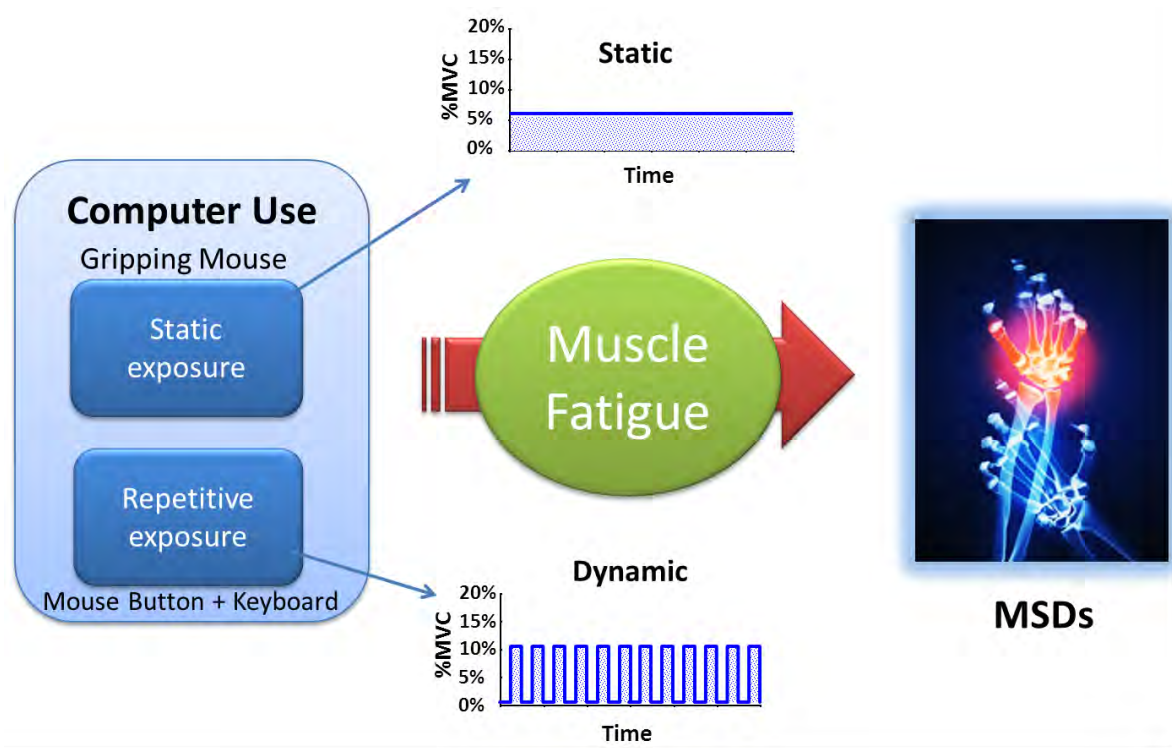 Computer Use
Gripping Mouse
Static
exposure
Repetitive
exposure
Mouse Button + Keyboard
Static
%MVC
20%
15%
10%
5%
0%
Time
Muscle
Fatigue
Dynamic
%MVC
20%
15%
10%
5%
0%
Time
MSDs